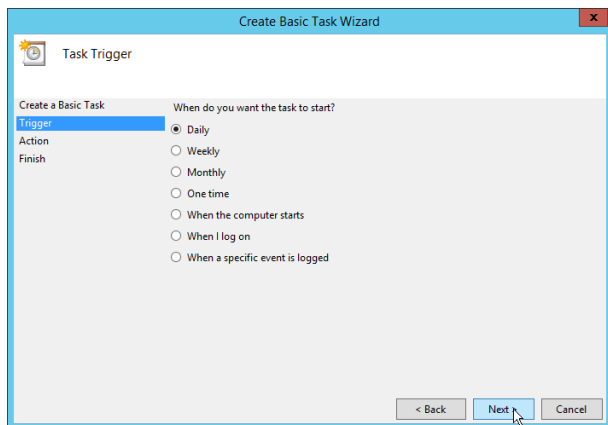 Create Basic Task Wizard
x
Task Trigger
Create a Basic Task
Trigger
Action
Finish
When do you want the task to start?
Daily
Weekly
Monthly
One time
When the computer starts
When I log on
When a specific event is logged
< Back
Next >
Cancel